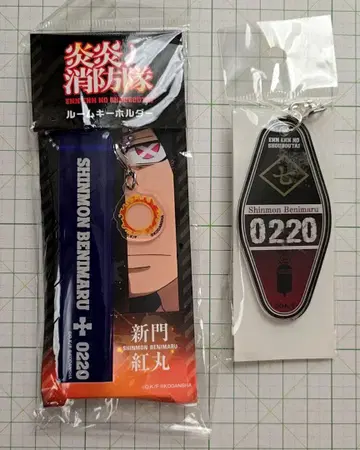 炎炎ノ
消防隊
ENN ENN NO SHOUBOUTAI
ルームキーホルダー
SHINMON BENIMARU
0220
新門
SHINMON BENIMARU
紅丸
ENN ENN NO
SHOUBOUTAI
七
Shinmon Benimaru
0220